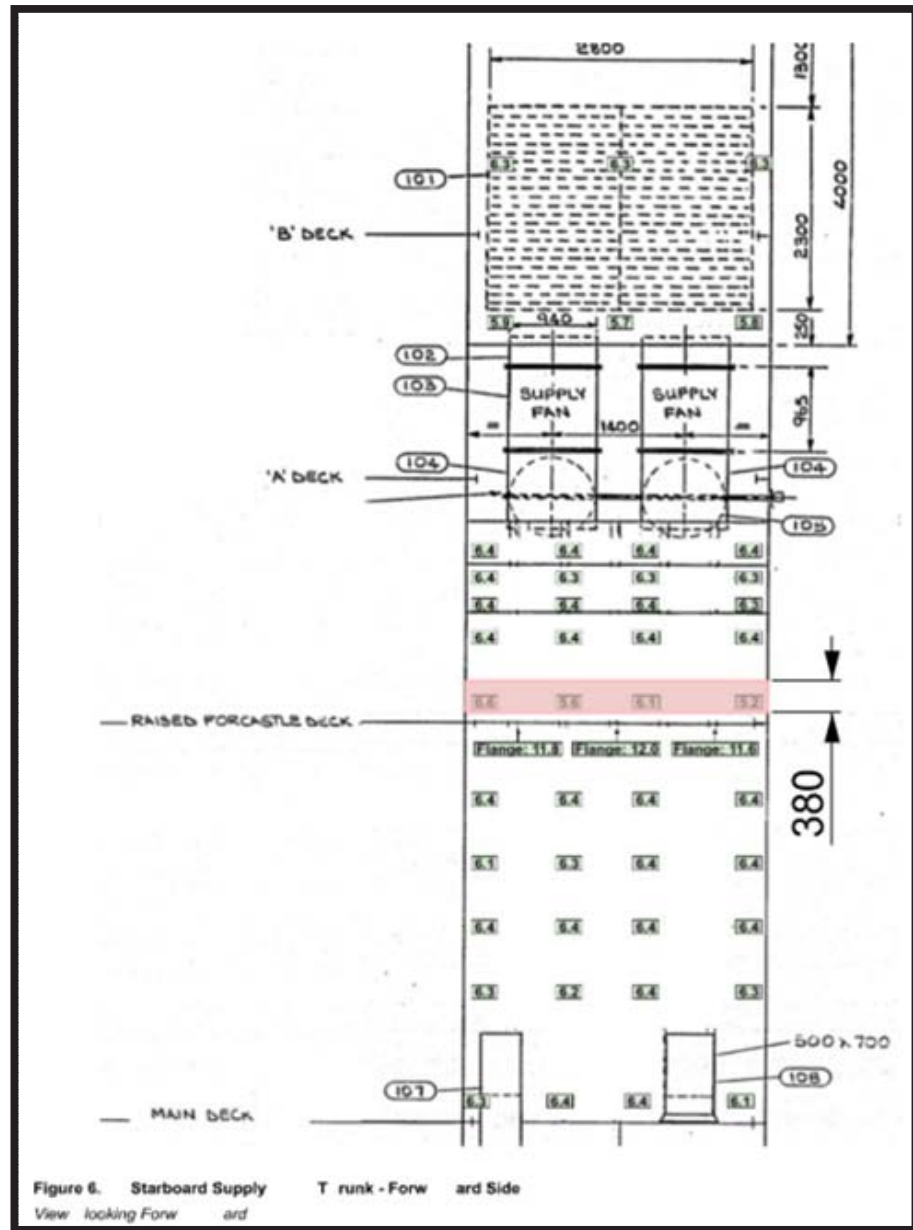 2800
1300
101
6.3 6.3 6.3
4000
'B' DECK
2300
5.9 940 5.7 5.8
250
102
103
SUPPLY FAN SUPPLY FAN
965
= 1400 =
104 104
'A' DECK
105
6.4 6.4 6.4 6.4
6.4 6.3 6.3 6.3
6.4 6.4 6.4 6.3
6.4 6.4 6.4 6.4
5.6 6.1 5.2
RAISED FORCASTLE DECK
Flange: 11.8 Flange: 12.0 Flange: 11.6
380
6.4 6.4 6.4 6.4
6.1 6.3 6.4 6.4
6.4 6.4 6.4 6.4
6.3 6.2 6.4 6.3
500 x 700
107 108
6.3 6.4 6.4 6.1
MAIN DECK
Figure 6. Starboard Supply T runk - Forw ard Side
View looking Forw ard